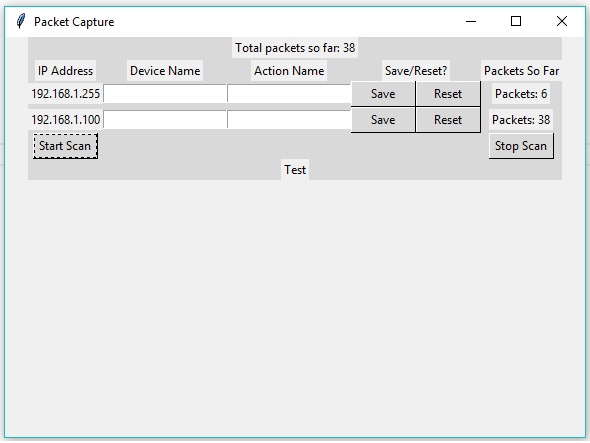 Packet Capture
Total packets so far: 38
IP Address Device Name Action Name Save/Reset? Packets So Far
192.168.1.255 Save Reset Packets: 6
192.168.1.100 Save Reset Packets: 38
Start Scan Stop Scan
Test